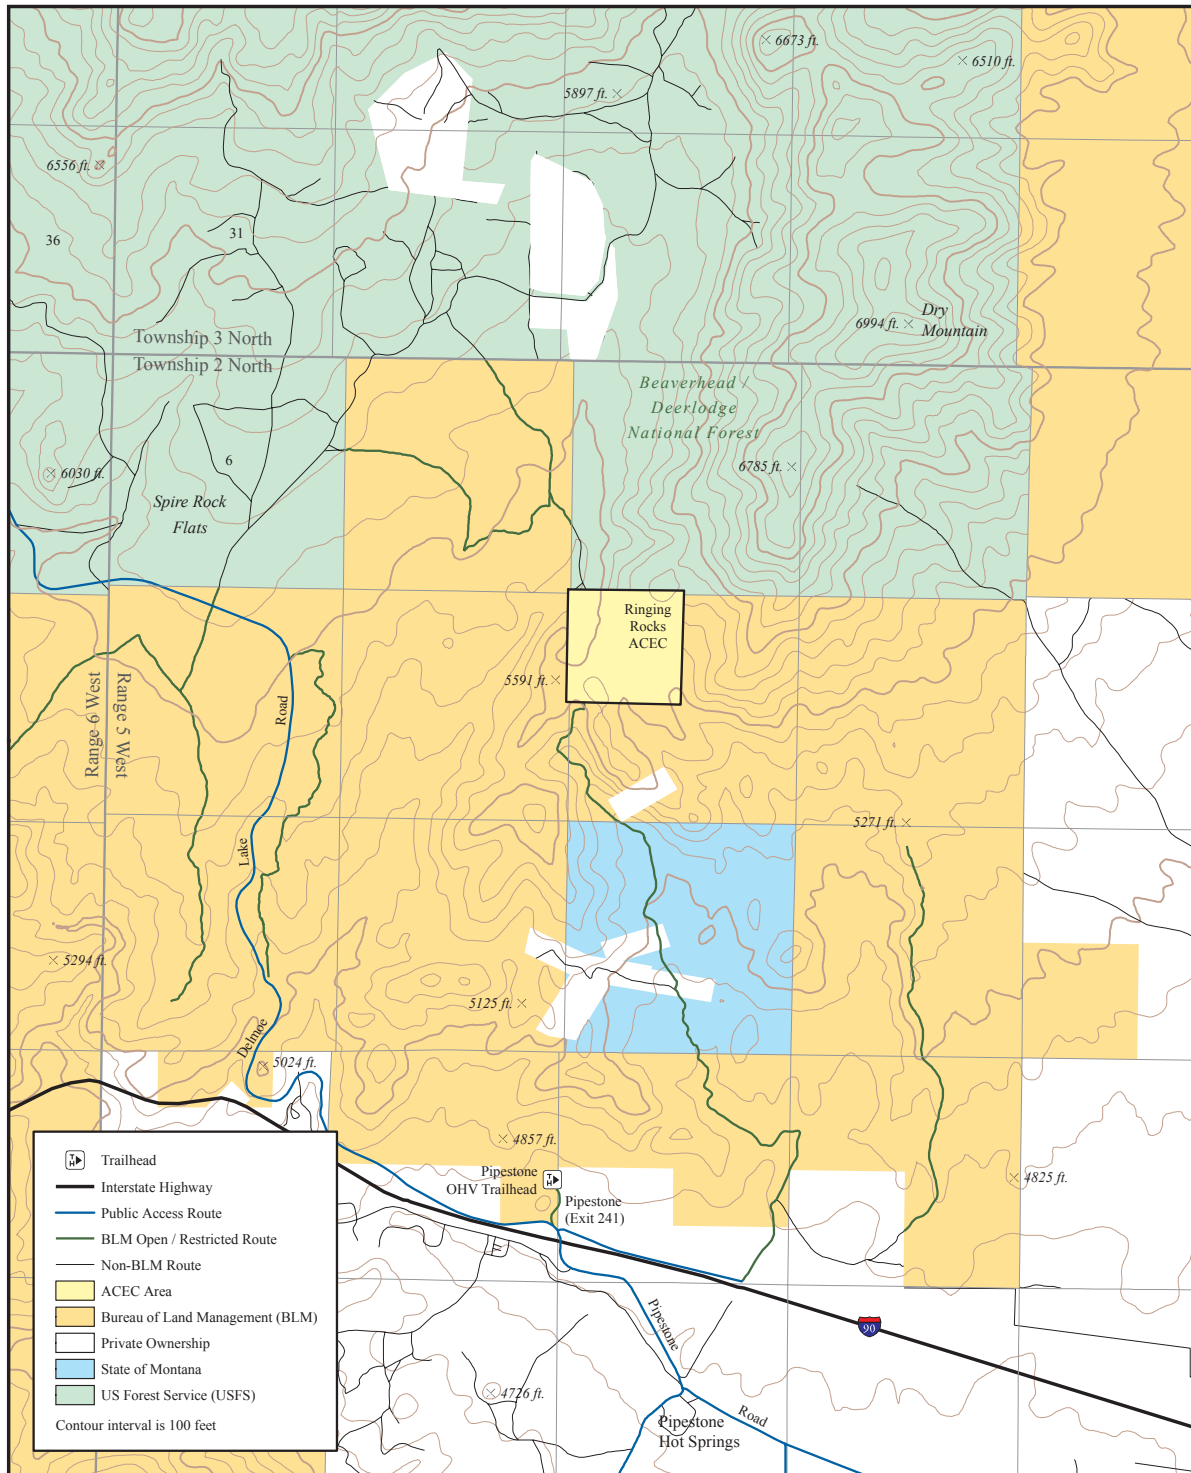 6673 ft.
6510 ft.
5897 ft.
6556 ft.
36
31
6994 ft.
Dry
Mountain
Township 3 North
Township 2 North
Beaverhead /
Deerlodge
National Forest
6785 ft.
6030 ft.
6
Spire Rock
Flats
Ringing
Rocks
ACEC
5591 ft.
Range 6 West
Range 5 West
Road
Lake
Delmoe
5271 ft.
5294 ft.
5125 ft.
5024 ft.
4857 ft.
4825 ft.
Pipestone
OHV Trailhead
T
H
Pipestone
(Exit 241)
Pipestone
Road
90
4726 ft.
Pipestone
Hot Springs
T
H
Trailhead
Interstate Highway
Public Access Route
BLM Open / Restricted Route
Non-BLM Route
ACEC Area
Bureau of Land Management (BLM)
Private Ownership
State of Montana
US Forest Service (USFS)
Contour interval is 100 feet